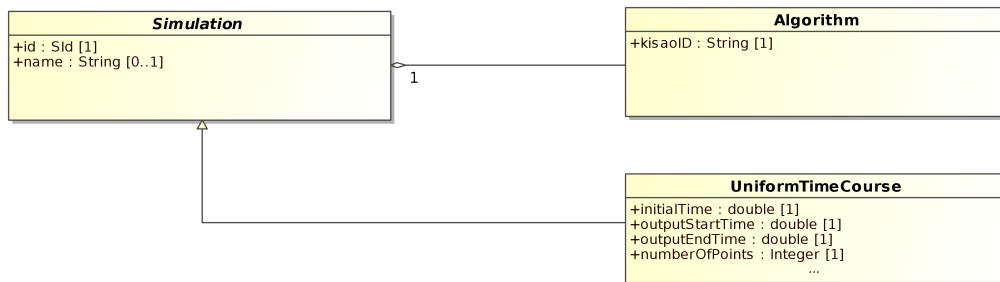 Simulation
+id : SId [1]
+name : String [0..1]
1
Algorithm
+kisaoID : String [1]
UniformTimeCourse
+initialTime : double [1]
+outputStartTime : double [1]
+outputEndTime : double [1]
+numberOfPoints : Integer [1]
...